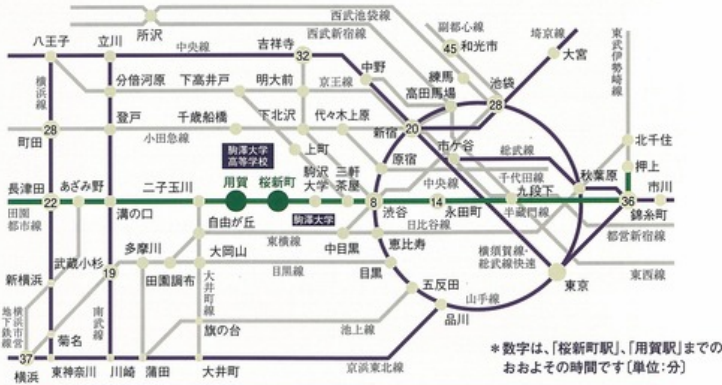 西武池袋線
所沢
西武新宿線
副都心線
埼京線
東武伊勢崎線
八王子
立川
中央線
吉祥寺
32
中野
45
和光市
大宮
練馬
池袋
28
高田馬場
横浜線
分倍河原
下高井戸
明大前
京王線
28
町田
登戸
小田急線
千歳船橋
下北沢
代々木上原
新宿
20
市ケ谷
総武線
北千住
駒澤大学
高等学校
上町
原宿
千代田線
秋葉原
押上
長津田
あざみ野
二子玉川
用賀
桜新町
駒沢
大学
三軒
茶屋
中央線
九段下
22
8
14
36
市川
田園
都市線
溝の口
駒澤大学
渋谷
永田町
半蔵門線
錦糸町
自由が丘
日比谷線
都営新宿線
東横線
中目黒
恵比寿
武蔵小杉
多摩川
大岡山
横須賀線・
総武線快速
東西線
新横浜
19
田園調布
目黒線
目黒
東京
横浜市営
地下鉄線
南武線
大井町線
五反田
山手線
菊名
旗の台
池上線
品川
37
横浜
東神奈川
川崎
蒲田
大井町
京浜東北線
＊数字は、「桜新町駅」、「用賀駅」までの
おおよその時間です〔単位：分〕